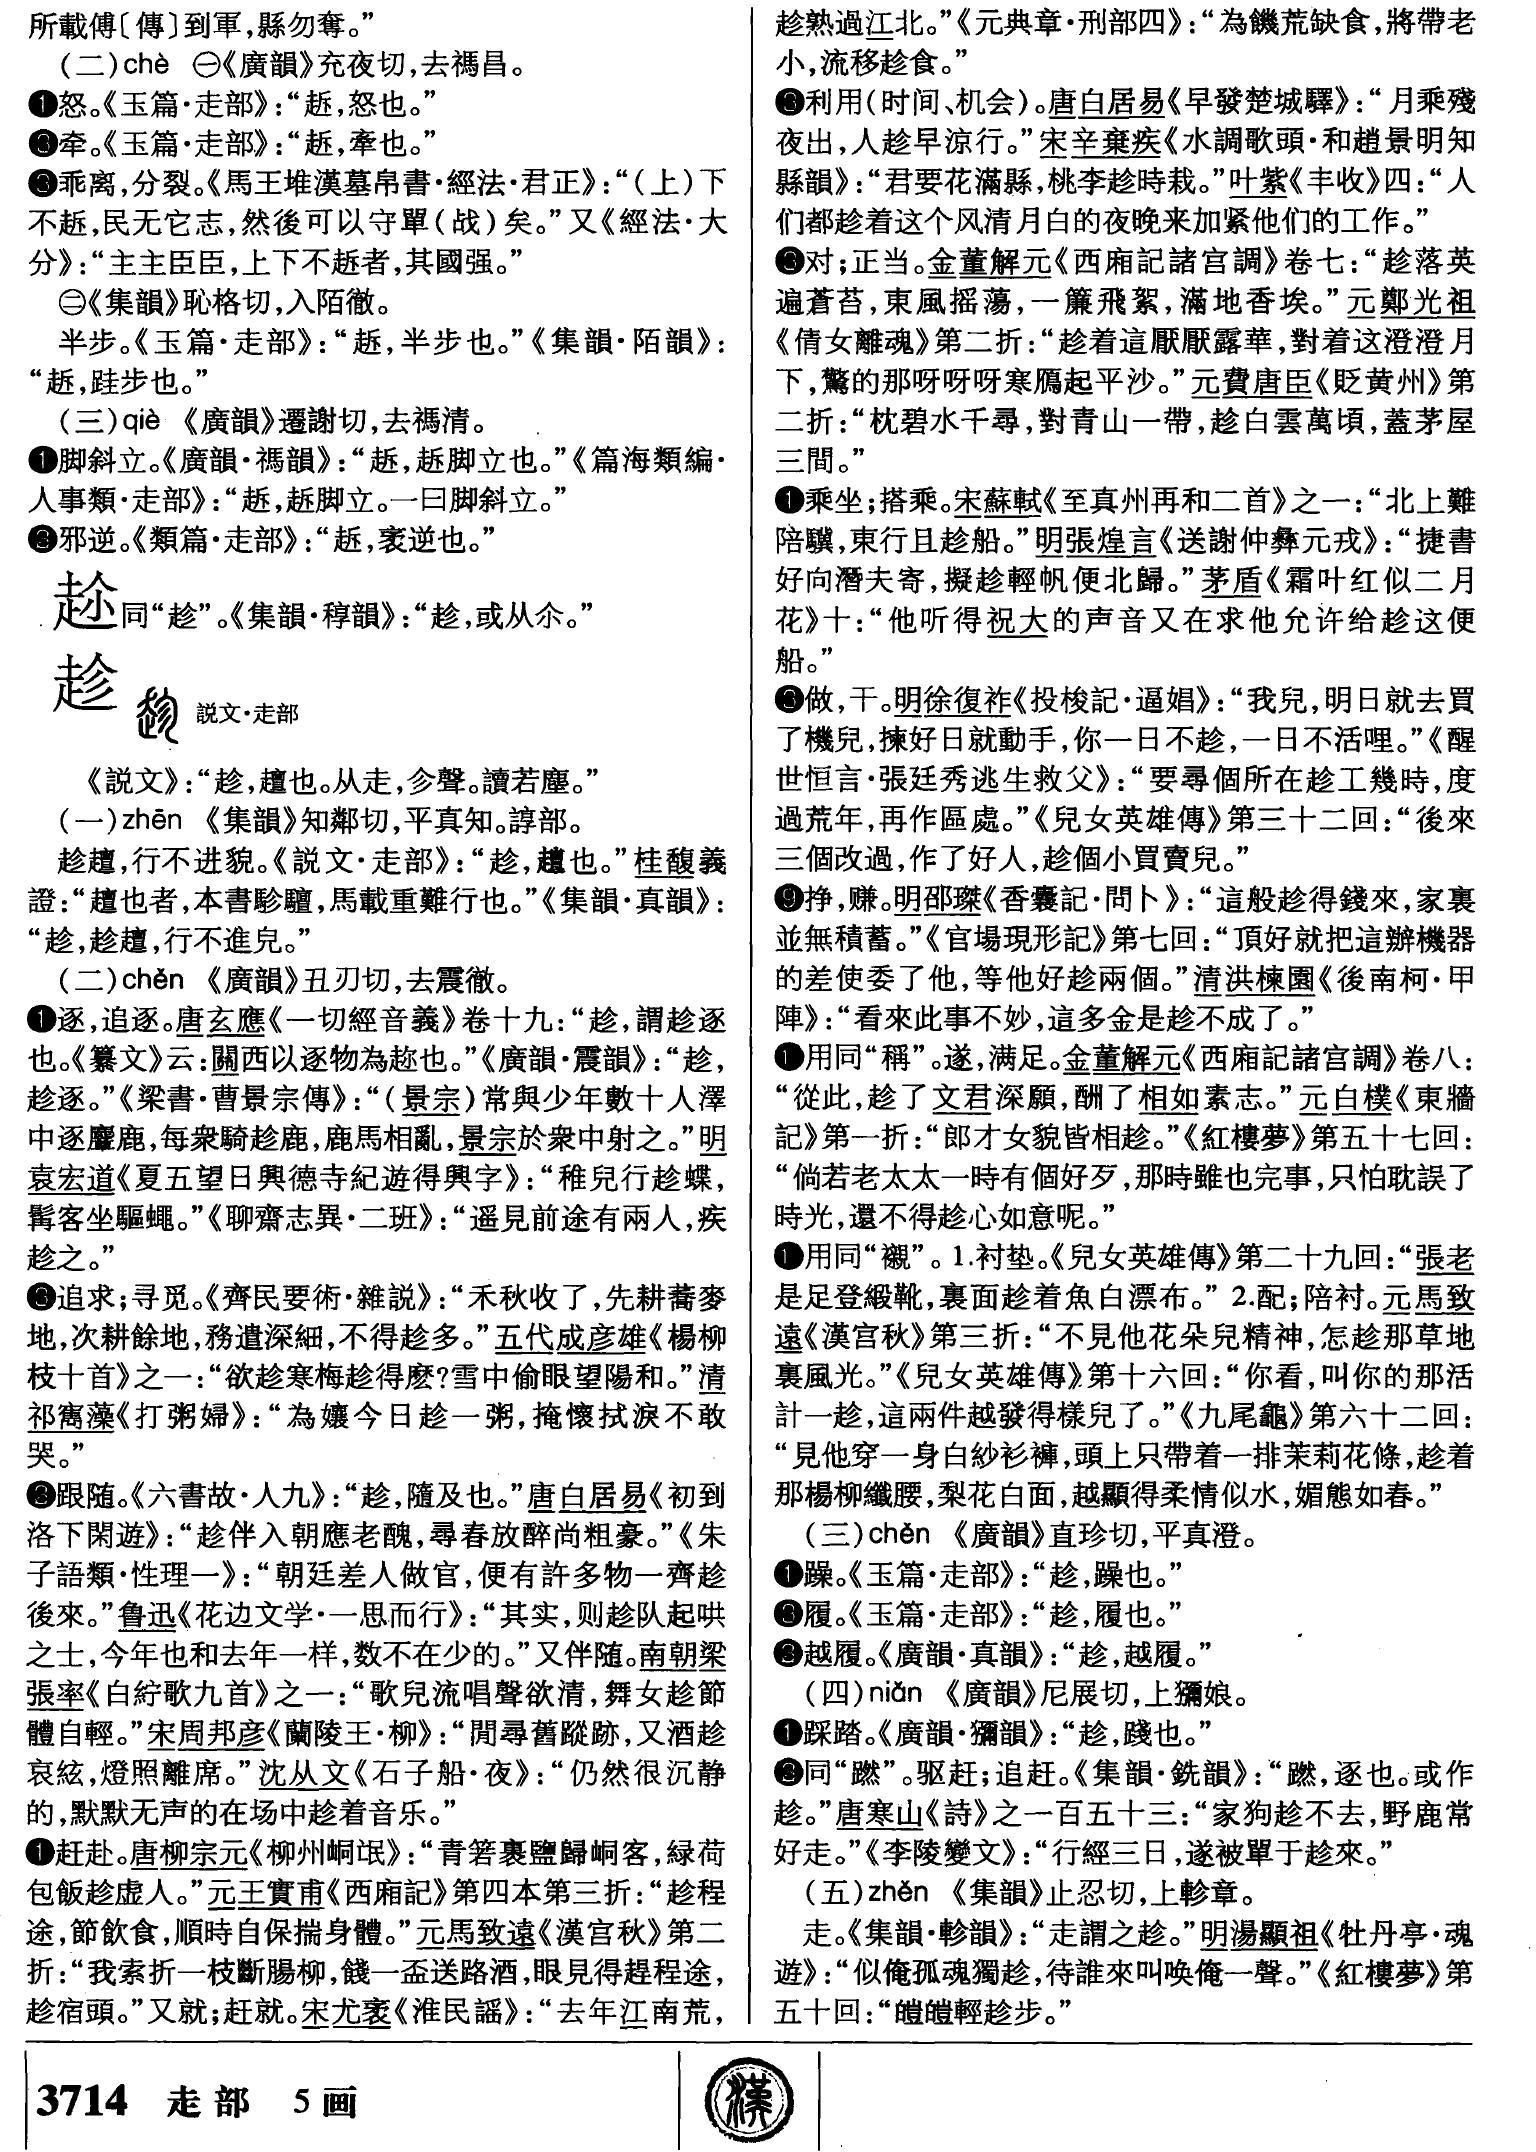 所載傅〔傳〕到軍，縣勿奪。”
（二）chè ㊀《廣韻》充夜切，去禡昌。
❶怒。《玉篇·走部》：“䞣，怒也。”
❷牵。《玉篇·走部》：“䞣，牽也。”
❸乖离，分裂。《馬王堆漢墓帛書·經法·君正》：“（上）下
不䞣，民无它志，然後可以守單（战）矣。”又《經法·大
分》：“主主臣臣，上下不䞣者，其國强。”
㊁《集韻》恥格切，入陌徹。
半步。《玉篇·走部》：“䞣，半步也。”《集韻·陌韻》：
“䞣，跬步也。”
（三）qiè 《廣韻》遷謝切，去禡清。
❶脚斜立。《廣韻·禡韻》：“䞣，䞣脚立也。”《篇海類編·
人事類·走部》：“䞣，䞣脚立。一曰脚斜立。”
❷邪逆。《類篇·走部》：“䞣，衺逆也。”
趂同“趁”。《集韻·稕韻》：“趁，或从尒。”
趁 説文·走部
《説文》：“趁，䞴也。从走，㐱聲。讀若塵。”
（一）zhēn 《集韻》知鄰切，平真知。諄部。
趁䞴，行不进貌。《説文·走部》：“趁，䞴也。”桂馥義
證：“䞴也者，本書駗驙，馬載重難行也。”《集韻·真韻》：
“趁，趁䞴，行不進皃。”
（二）chèn 《廣韻》丑刃切，去震徹。
❶逐，追逐。唐玄應《一切經音義》卷十九：“趁，謂趁逐
也。《纂文》云：關西以逐物為趂也。”《廣韻·震韻》：“趁，
趁逐。”《梁書·曹景宗傳》：“（景宗）常與少年數十人澤
中逐麞鹿，每衆騎趁鹿，鹿馬相亂，景宗於衆中射之。”明
袁宏道《夏五望日興德寺紀遊得興字》：“稚兒行趁蝶，
髯客坐驅蠅。”《聊齋志異·二班》：“遥見前途有兩人，疾
趁之。”
❷追求；寻觅。《齊民要術·雜説》：“禾秋收了，先耕蕎麥
地，次耕餘地，務遣深細，不得趁多。”五代成彦雄《楊柳
枝十首》之一：“欲趁寒梅趁得麽？雪中偷眼望陽和。”清
祁寯藻《打粥婦》：“為孃今日趁一粥，掩懷拭淚不敢
哭。”
❸跟随。《六書故·人九》：“趁，隨及也。”唐白居易《初到
洛下閑遊》：“趁伴入朝應老醜，尋春放醉尚粗豪。”《朱
子語類·性理一》：“朝廷差人做官，便有許多物一齊趁
後來。”鲁迅《花边文学·一思而行》：“其实，则趁队起哄
之士，今年也和去年一样，数不在少的。”又伴随。南朝梁
張率《白紵歌九首》之一：“歌兒流唱聲欲清，舞女趁節
體自輕。”宋周邦彦《蘭陵王·柳》：“閒尋舊蹤跡，又酒趁
哀絃，燈照離席。”沈从文《石子船·夜》：“仍然很沉静
的，默默无声的在场中趁着音乐。”
❹赶赴。唐柳宗元《柳州峒氓》：“青箬裹鹽歸峒客，緑荷
包飯趁虚人。”元王實甫《西廂記》第四本第三折：“趁程
途，節飲食，順時自保揣身體。”元馬致遠《漢宫秋》第二
折：“我索折一枝斷腸柳，餞一盃送路酒，眼見得趕程途，
趁宿頭。”又就；赶就。宋尤袤《淮民謡》：“去年江南荒，
趁熟過江北。”《元典章·刑部四》：“為饑荒缺食，將帶老
小，流移趁食。”
❺利用（时间、机会）。唐白居易《早發楚城驛》：“月乘殘
夜出，人趁早涼行。”宋辛棄疾《水調歌頭·和趙景明知
縣韻》：“君要花滿縣，桃李趁時栽。”叶紫《丰收》四：“人
们都趁着这个风清月白的夜晚来加紧他们的工作。”
❻对；正当。金董解元《西廂記諸宫調》卷七：“趁落英
遍蒼苔，東風摇蕩，一簾飛絮，滿地香埃。”元鄭光祖
《倩女離魂》第二折：“趁着這厭厭露華，對着这澄澄月
下，驚的那呀呀呀寒鴈起平沙。”元費唐臣《貶黄州》第
二折：“枕碧水千尋，對青山一帶，趁白雲萬頃，蓋茅屋
三間。”
❼乘坐；搭乘。宋蘇軾《至真州再和二首》之一：“北上難
陪驥，東行且趁船。”明張煌言《送謝仲彝元戎》：“捷書
好向潛夫寄，擬趁輕帆便北歸。”茅盾《霜叶红似二月
花》十：“他听得祝大的声音又在求他允许给趁这便
船。”
❽做，干。明徐復祚《投梭記·逼娼》：“我兒，明日就去買
了機兒，揀好日就動手，你一日不趁，一日不活哩。”《醒
世恒言·張廷秀逃生救父》：“要尋個所在趁工幾時，度
過荒年，再作區處。”《兒女英雄傳》第三十二回：“後來
三個改過，作了好人，趁個小買賣兒。”
❾挣，赚。明邵璨《香囊記·問卜》：“這般趁得錢來，家裏
並無積蓄。”《官場現形記》第七回：“頂好就把這辦機器
的差使委了他，等他好趁兩個。”清洪楝園《後南柯·甲
陣》：“看來此事不妙，這多金是趁不成了。”
❿用同“稱”。遂，满足。金董解元《西廂記諸宫調》卷八：
“從此，趁了文君深願，酬了相如素志。”元白樸《東牆
記》第一折：“郎才女貌皆相趁。”《紅樓夢》第五十七回：
“倘若老太太一時有個好歹，那時雖也完事，只怕耽誤了
時光，還不得趁心如意呢。”
⓫用同“襯”。1.衬垫。《兒女英雄傳》第二十九回：“張老
是足登緞靴，裏面趁着魚白漂布。”2.配；陪衬。元馬致
遠《漢宫秋》第三折：“不見他花朵兒精神，怎趁那草地
裏風光。”《兒女英雄傳》第十六回：“你看，叫你的那活
計一趁，這兩件越發得樣兒了。”《九尾龜》第六十二回：
“見他穿一身白紗衫褲，頭上只帶着一排茉莉花條，趁着
那楊柳纖腰，梨花白面，越顯得柔情似水，媚態如春。”
（三）chén 《廣韻》直珍切，平真澄。
❶躁。《玉篇·走部》：“趁，躁也。”
❷履。《玉篇·走部》：“趁，履也。”
❸越履。《廣韻·真韻》：“趁，越履。”
（四）niǎn 《廣韻》尼展切，上獮娘。
❶踩踏。《廣韻·獮韻》：“趁，踐也。”
❷同“蹨”。驱赶；追赶。《集韻·銑韻》：“蹨，逐也。或作
趁。”唐寒山《詩》之一百五十三：“家狗趁不去，野鹿常
好走。”《李陵變文》：“行經三日，遂被單于趁來。”
（五）zhěn 《集韻》止忍切，上軫章。
走。《集韻·軫韻》：“走謂之趁。”明湯顯祖《牡丹亭·魂
遊》：“似俺孤魂獨趁，待誰來叫唤俺一聲。”《紅樓夢》第
五十回：“皚皚輕趁步。”
3714 走部 5画
漢